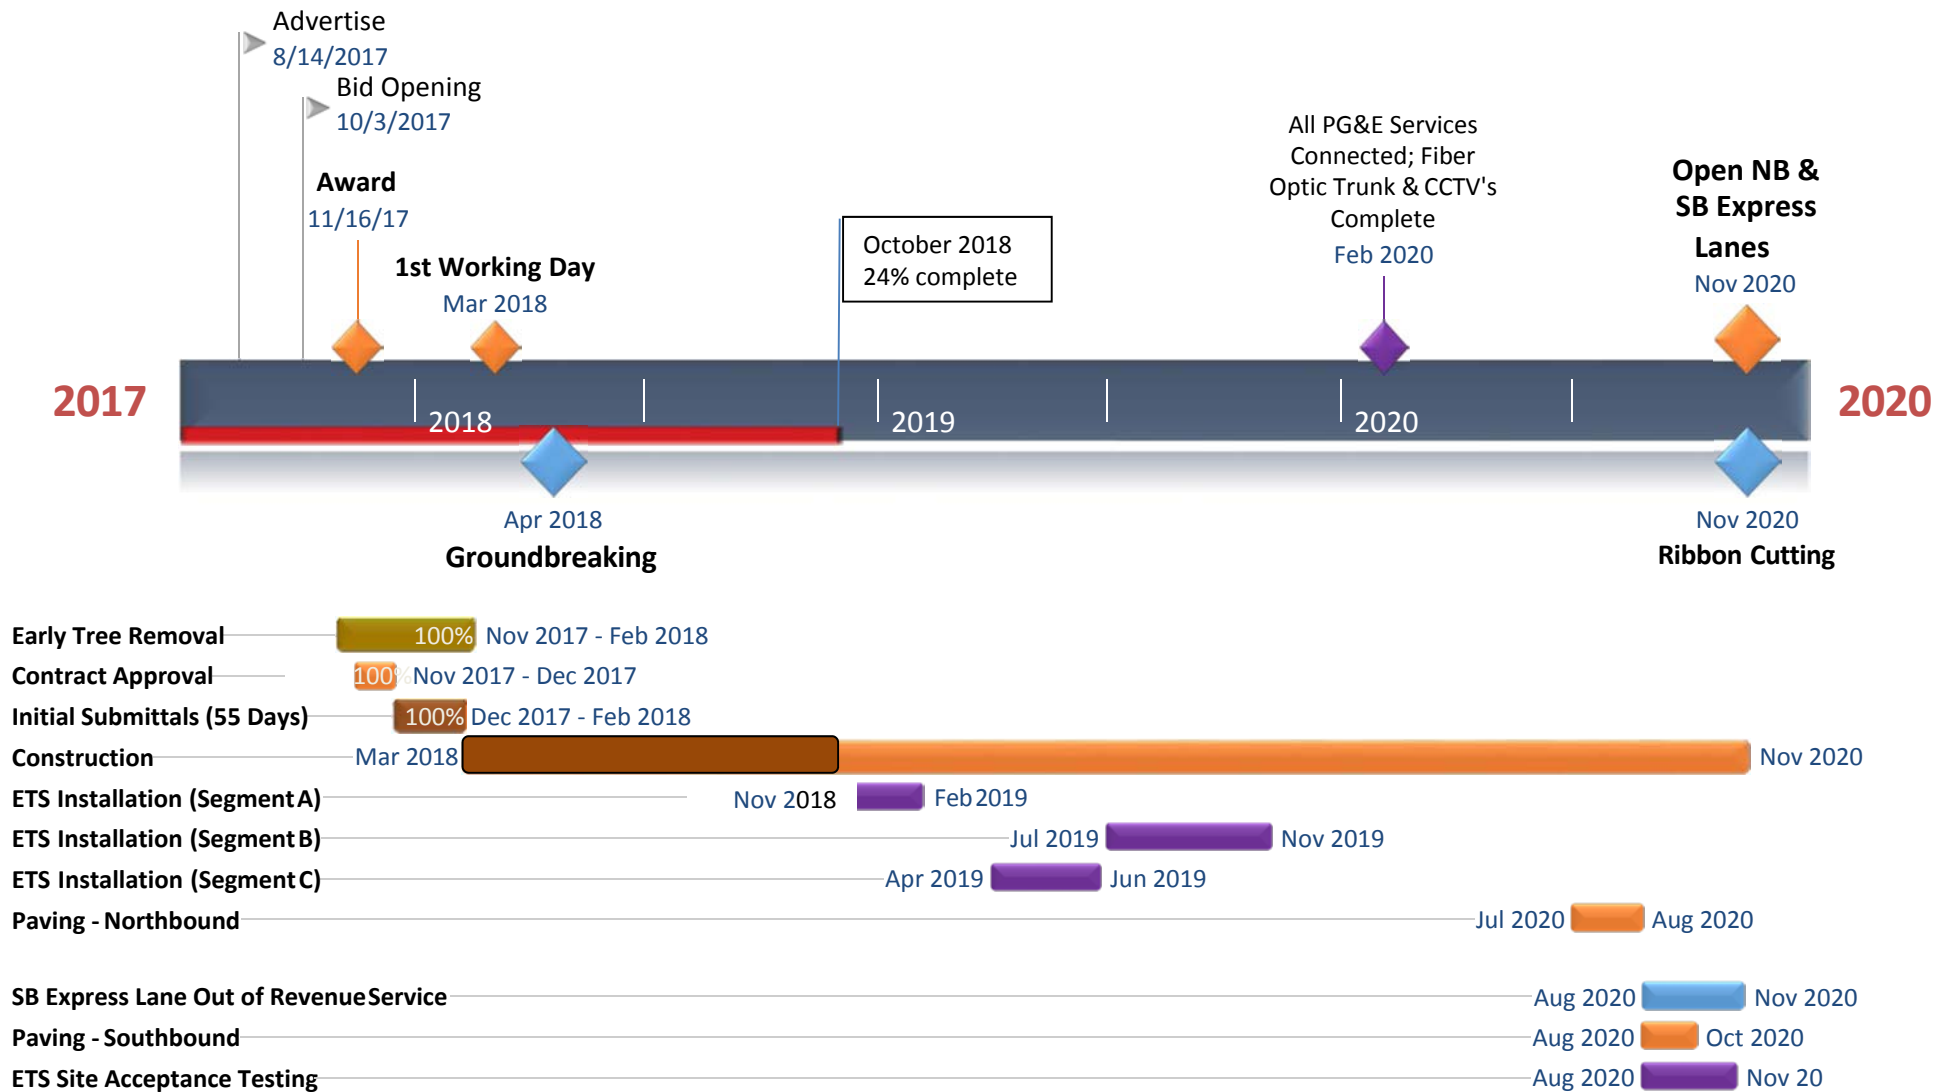 Advertise
8/14/2017
Bid Opening
10/3/2017
Award
11/16/17
1st Working Day
Mar 2018
October 2018
24% complete
All PG&E Services
Connected; Fiber
Optic Trunk & CCTV's
Complete
Feb 2020
Open NB &
SB Express
Lanes
Nov 2020
2017
2018
2019
2020
2020
Apr 2018
Groundbreaking
Nov 2020
Ribbon Cutting
Early Tree Removal 100% Nov 2017 - Feb 2018
Contract Approval 100% Nov 2017 - Dec 2017
Initial Submittals (55 Days) 100% Dec 2017 - Feb 2018
Construction Mar 2018 Nov 2020
ETS Installation (Segment A) Nov 2018 Feb 2019
ETS Installation (Segment B) Jul 2019 Nov 2019
ETS Installation (Segment C) Apr 2019 Jun 2019
Paving - Northbound Jul 2020 Aug 2020
SB Express Lane Out of Revenue Service Aug 2020 Nov 2020
Paving - Southbound Aug 2020 Oct 2020
ETS Site Acceptance Testing Aug 2020 Nov 20